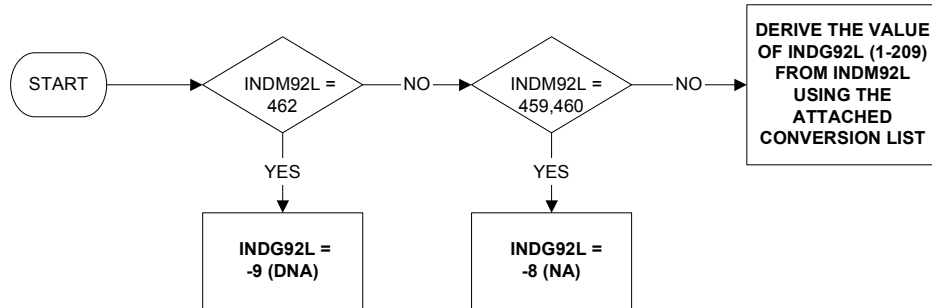 START
INDM92L =
462
NO
INDM92L =
459,460
NO
DERIVE THE VALUE
OF INDG92L (1-209)
FROM INDM92L
USING THE
ATTACHED
CONVERSION LIST
YES
YES
INDG92L =
-9 (DNA)
INDG92L =
-8 (NA)